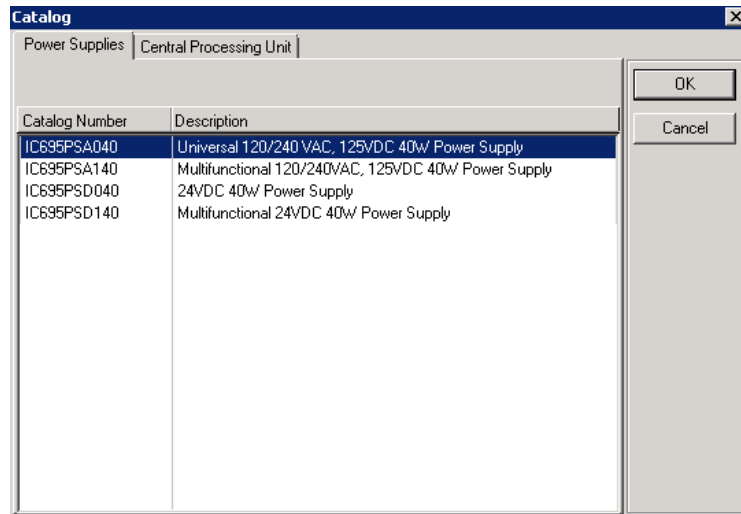 Catalog
Power Supplies Central Processing Unit
OK
Cancel
Catalog Number Description
IC695PSA040 Universal 120/240 VAC, 125VDC 40W Power Supply
IC695PSA140 Multifunctional 120/240VAC, 125VDC 40W Power Supply
IC695PSD040 24VDC 40W Power Supply
IC695PSD140 Multifunctional 24VDC 40W Power Supply